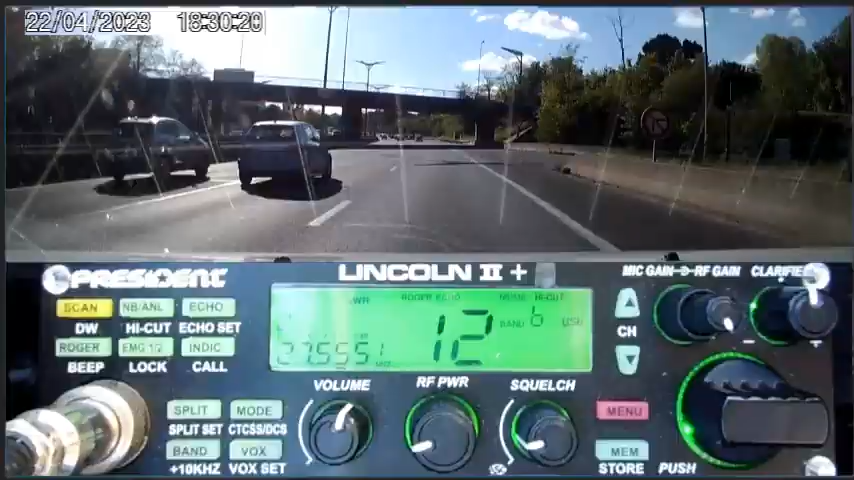 22/04/2023 18:30:20
PRESIDENT LINCOLN II + MIC GAIN RF GAIN CLARIFIER
SCAN NB/ANL ECHO
DW HI-CUT ECHO SET
ROGER EMG 1/2 INDIC
BEEP LOCK CALL
ROGER ECHO HI-CUT
12 BAND b USB
27.555
CH
VOLUME RF PWR SQUELCH
SPLIT MODE
SPLIT SET CTCSS/DCS
BAND VOX
+10KHZ VOX SET
MENU
MEM
STORE PUSH
- +